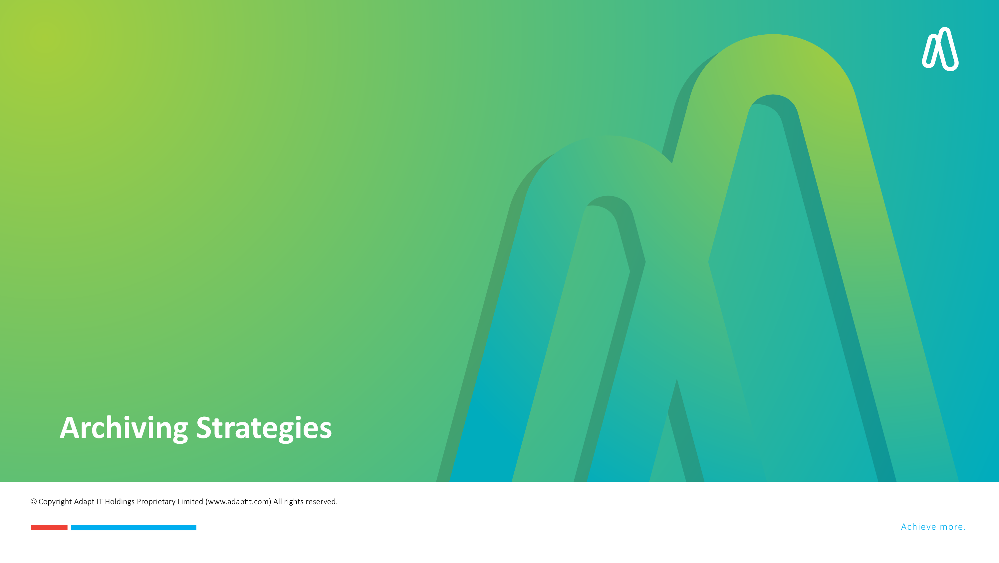 Archiving Strategies
© Copyright Adapt IT Holdings Proprietary Limited (www.adaptit.com) All rights reserved.
Achieve more.